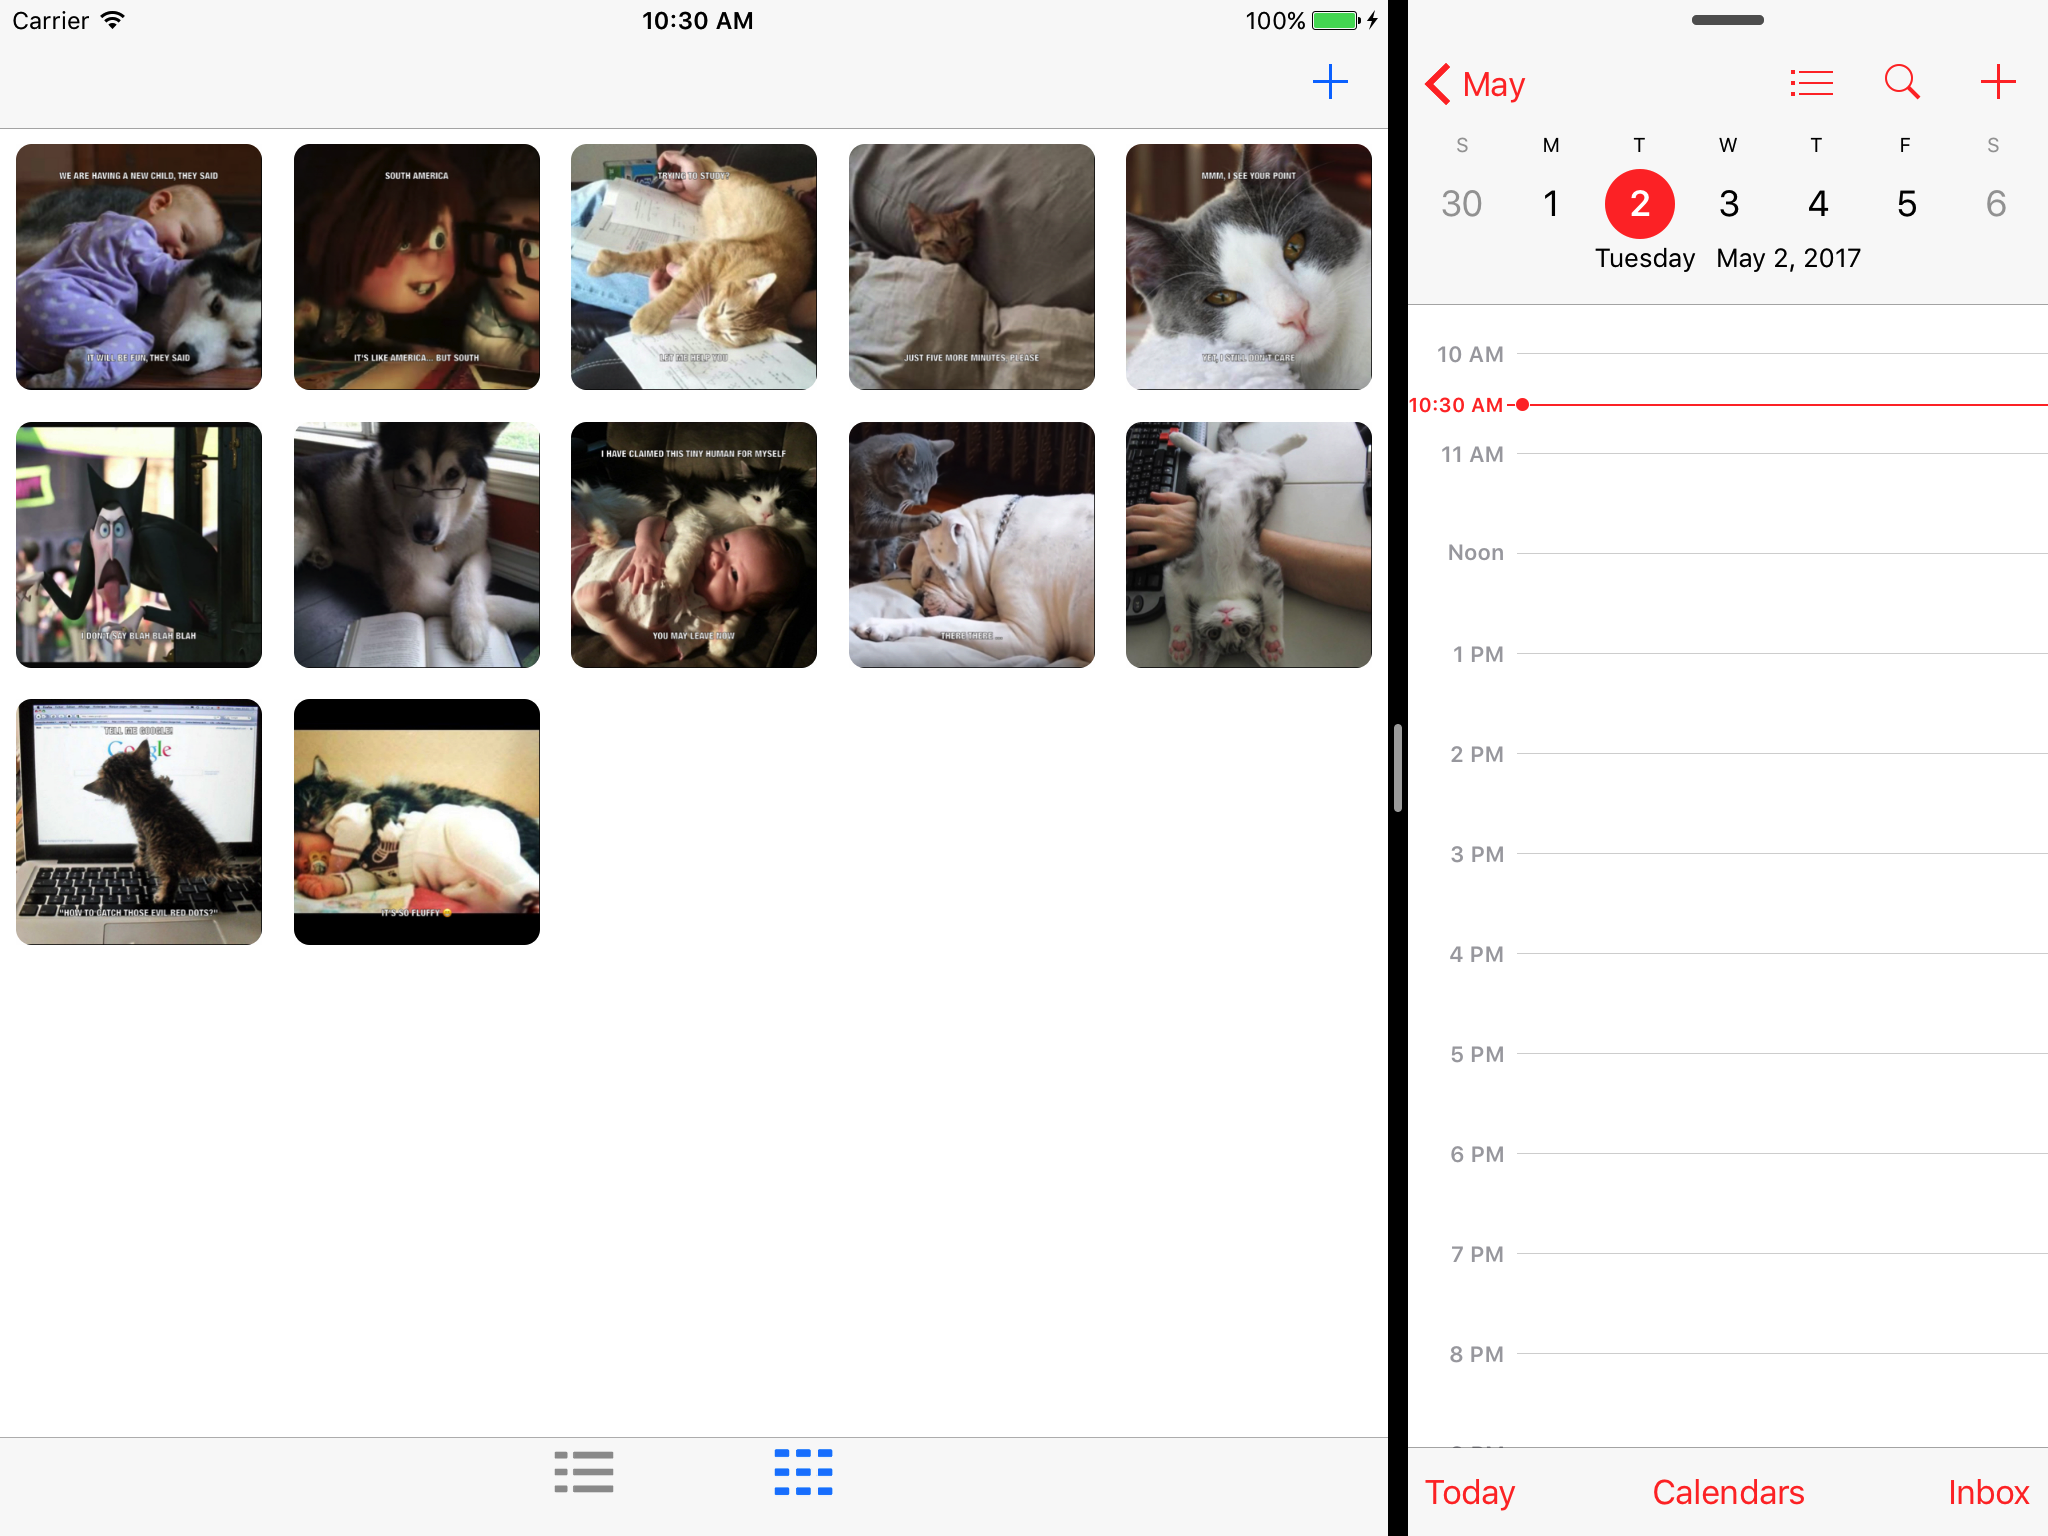 Carrier
10:30 AM
100%
WE ARE HAVING A NEW CHILD, THEY SAID
IT WILL BE FUN, THEY SAID
SOUTH AMERICA
IT'S LIKE AMERICA... BUT SOUTH
TRYING TO STUDY?
LET ME HELP YOU
JUST FIVE MORE MINUTES, PLEASE
MMM, I SEE YOUR POINT
YET, I STILL DON'T CARE
I DON'T SAY BLAH BLAH BLAH
I HAVE CLAIMED THIS TINY HUMAN FOR MYSELF
YOU MAY LEAVE NOW
THERE THERE ...
TELL ME GOOGLE!
Google
"HOW TO CATCH THOSE EVIL RED DOTS?"
IT'S SO FLUFFY 😊
May
S M T W T F S
30 1 2 3 4 5 6
Tuesday May 2, 2017
10 AM
10:30 AM
11 AM
Noon
1 PM
2 PM
3 PM
4 PM
5 PM
6 PM
7 PM
8 PM
Today Calendars Inbox